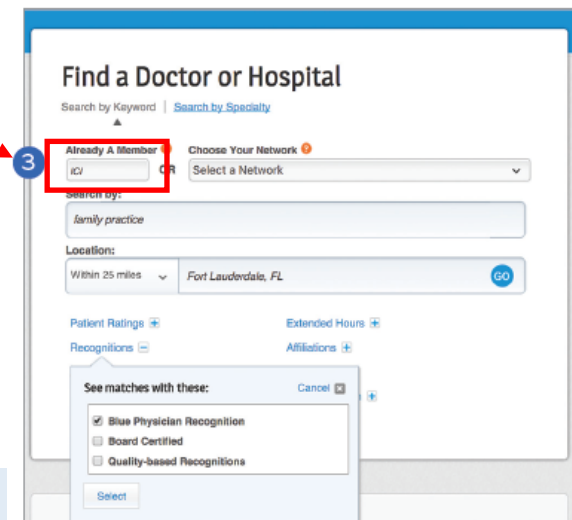 Find a Doctor or Hospital
Search by Keyword | Search by Specialty
Already A Member ? Choose Your Network ?
3
ICI OR Select a Network
Search by:
family practice
Location:
Within 25 miles Fort Lauderdale, FL GO
Patient Ratings + Extended Hours +
Recognitions − Affiliations +
See matches with these: Cancel x
Blue Physician Recognition
Board Certified
Quality-based Recognitions
Select